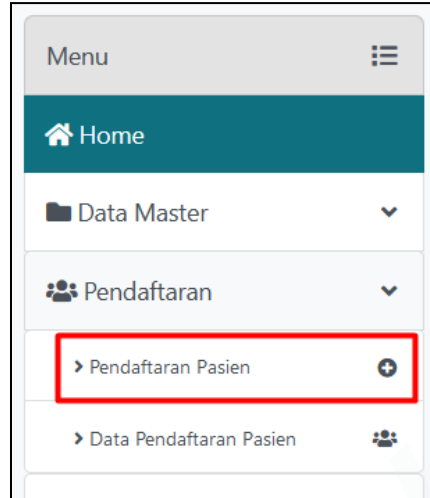 Menu
Home
Data Master
Pendaftaran
Pendaftaran Pasien
Data Pendaftaran Pasien